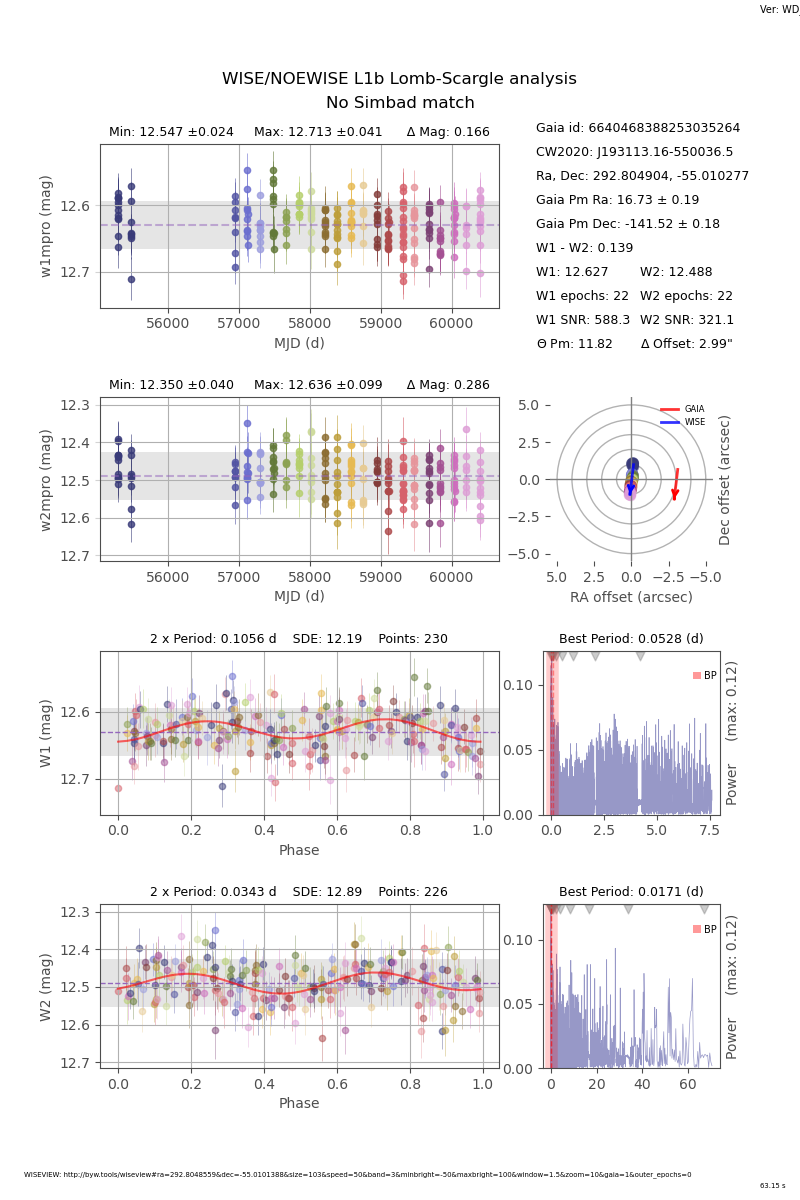 Ver: WD
WISE/NOEWISE L1b Lomb-Scargle analysis
No Simbad match
Min: 12.547 ±0.024 Max: 12.713 ±0.041 Δ Mag: 0.166
w1mpro (mag)
12.6
12.7
56000 57000 58000 59000 60000
MJD (d)
Gaia id: 6640468388253035264
CW2020: J193113.16-550036.5
Ra, Dec: 292.804904, -55.010277
Gaia Pm Ra: 16.73 ± 0.19
Gaia Pm Dec: -141.52 ± 0.18
W1 - W2: 0.139
W1: 12.627 W2: 12.488
W1 epochs: 22 W2 epochs: 22
W1 SNR: 588.3 W2 SNR: 321.1
Θ Pm: 11.82 Δ Offset: 2.99"
Min: 12.350 ±0.040 Max: 12.636 ±0.099 Δ Mag: 0.286
w2mpro (mag)
12.3
12.4
12.5
12.6
12.7
56000 57000 58000 59000 60000
MJD (d)
GAIA
WISE
5.0
2.5
0.0
−2.5
−5.0
Dec offset (arcsec)
5.0 2.5 0.0 −2.5 −5.0
RA offset (arcsec)
2 x Period: 0.1056 d SDE: 12.19 Points: 230
W1 (mag)
12.6
12.7
0.0 0.2 0.4 0.6 0.8 1.0
Phase
Best Period: 0.0528 (d)
BP
0.10
0.05
0.00
Power (max: 0.12)
0.0 2.5 5.0 7.5
2 x Period: 0.0343 d SDE: 12.89 Points: 226
W2 (mag)
12.3
12.4
12.5
12.6
12.7
0.0 0.2 0.4 0.6 0.8 1.0
Phase
Best Period: 0.0171 (d)
BP
0.10
0.05
0.00
Power (max: 0.12)
0 20 40 60
WISEVIEW: http://byw.tools/wiseview#ra=292.8048559&dec=-55.0101388&size=103&speed=50&band=3&minbright=-50&maxbright=100&window=1.5&zoom=10&gaia=1&outer_epochs=0
63.15 s